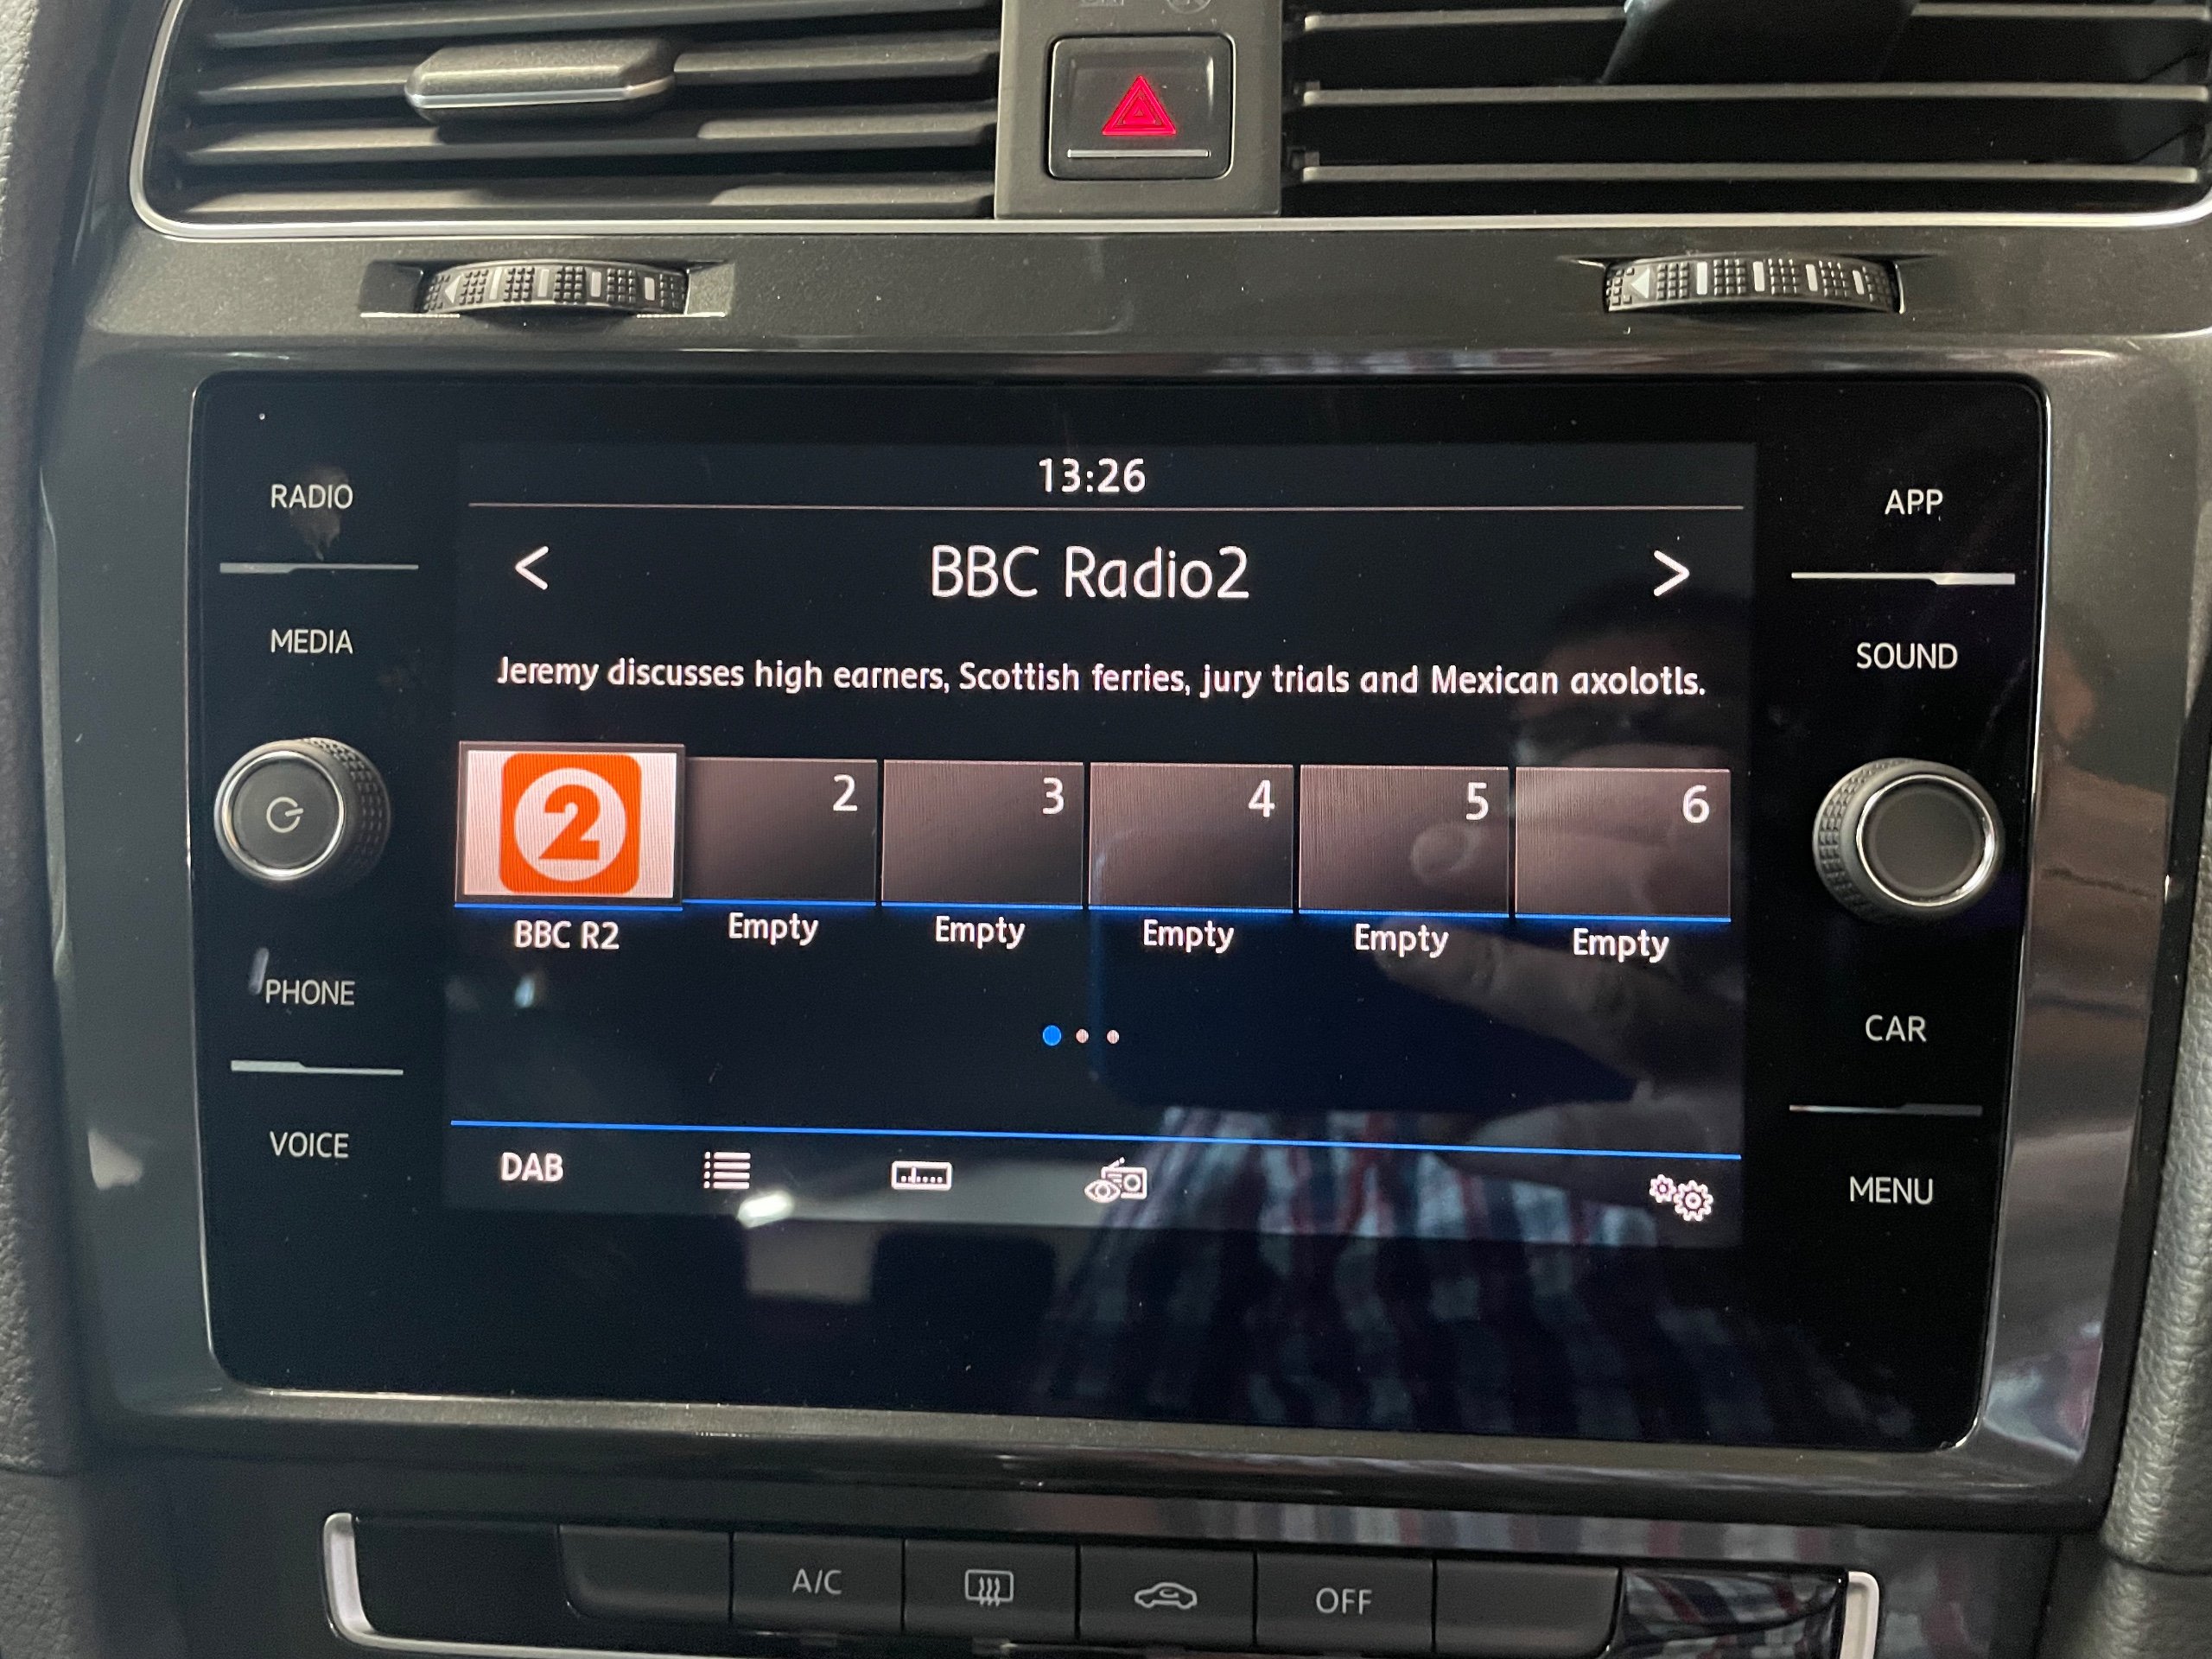 13:26
RADIO
APP
< BBC Radio2 >
MEDIA
SOUND
Jeremy discusses high earners, Scottish ferries, jury trials and Mexican axolotls.
2
2
3
4
5
6
BBC R2
Empty
Empty
Empty
Empty
Empty
PHONE
CAR
VOICE
DAB
MENU
A/C
OFF